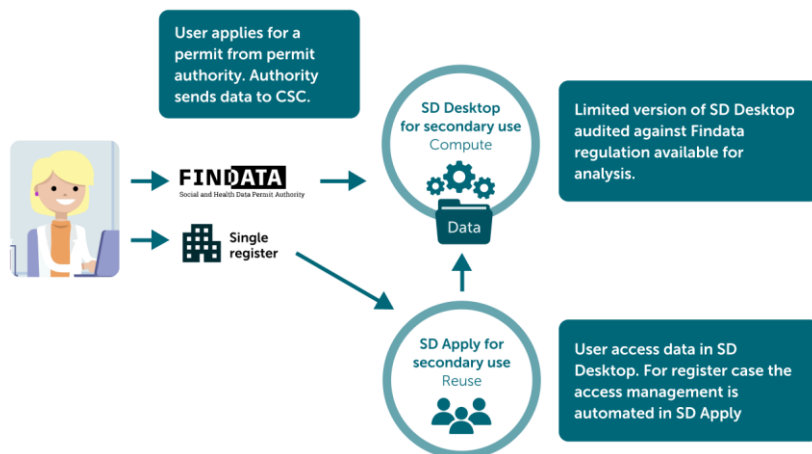 User applies for a
permit from permit
authority. Authority
sends data to CSC.
SD Desktop
for secondary use
Compute
Data
Limited version of SD Desktop
audited against Findata
regulation available for
analysis.
FINDATA
Social and Health Data Permit Authority
Single
register
SD Apply for
secondary use
Reuse
User access data in SD
Desktop. For register case the
access management is
automated in SD Apply